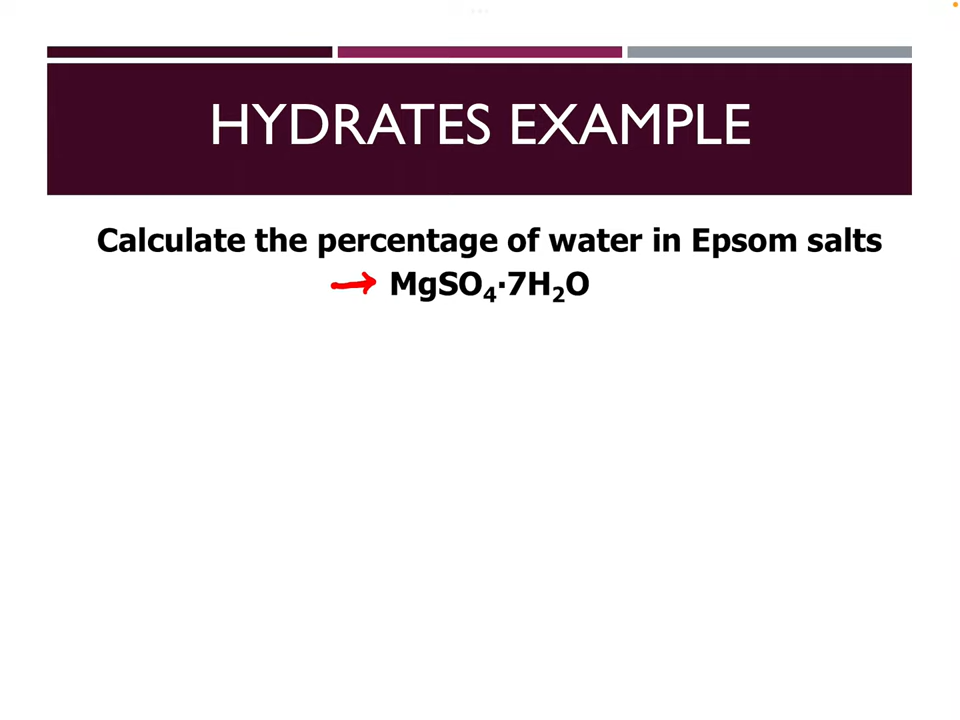 HYDRATES EXAMPLE
Calculate the percentage of water in Epsom salts
→ MgSO₄·7H₂O